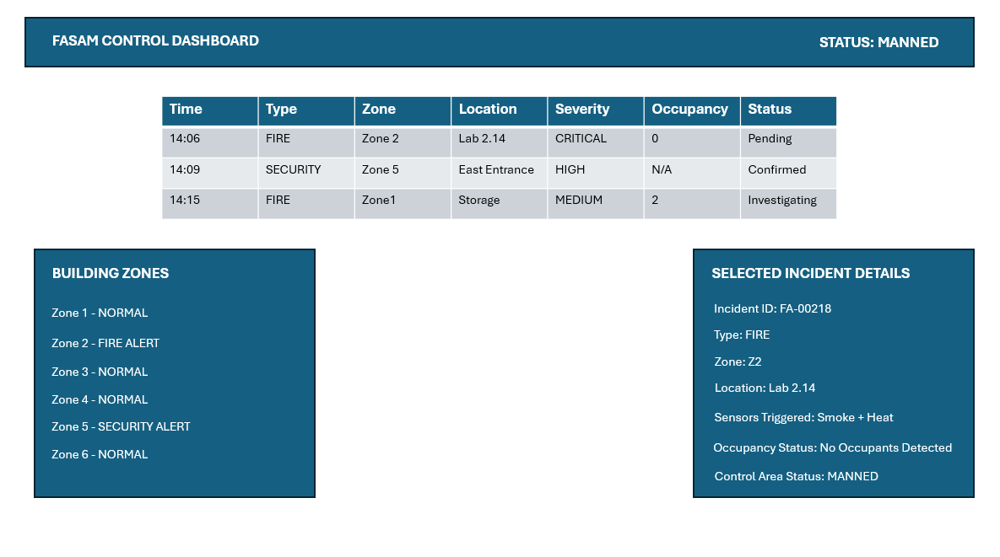 FASAM CONTROL DASHBOARD
STATUS: MANNED
Time Type Zone Location Severity Occupancy Status
14:06 FIRE Zone 2 Lab 2.14 CRITICAL 0 Pending
14:09 SECURITY Zone 5 East Entrance HIGH N/A Confirmed
14:15 FIRE Zone1 Storage MEDIUM 2 Investigating
BUILDING ZONES
Zone 1 - NORMAL
Zone 2 - FIRE ALERT
Zone 3 - NORMAL
Zone 4 - NORMAL
Zone 5 - SECURITY ALERT
Zone 6 - NORMAL
SELECTED INCIDENT DETAILS
Incident ID: FA-00218
Type: FIRE
Zone: Z2
Location: Lab 2.14
Sensors Triggered: Smoke + Heat
Occupancy Status: No Occupants Detected
Control Area Status: MANNED